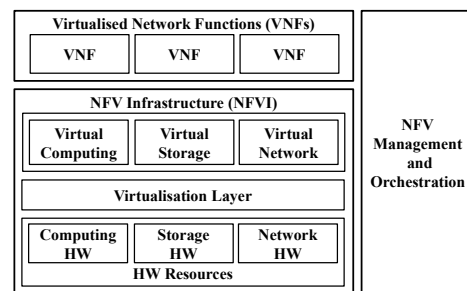 Virtualised Network Functions (VNFs)
VNF VNF VNF
NFV Infrastructure (NFVI)
Virtual Computing
Virtual Storage
Virtual Network
Virtualisation Layer
Computing HW
Storage HW
Network HW
HW Resources
NFV
Management
and
Orchestration